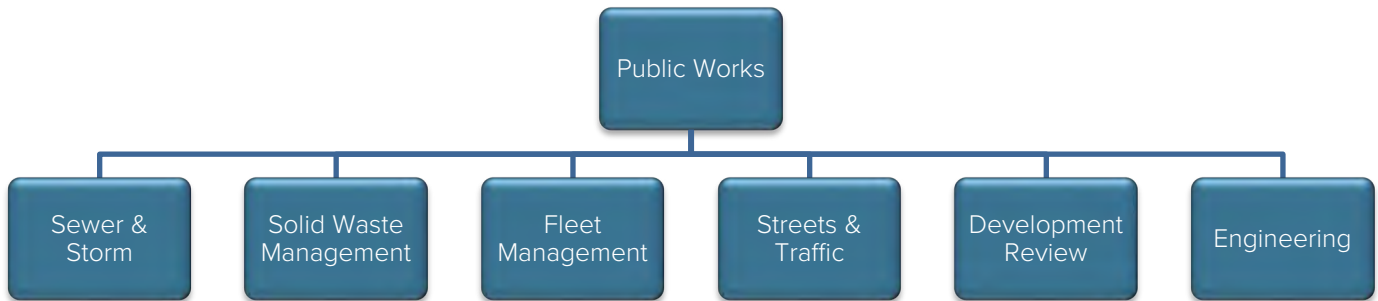 Public Works
Sewer &
Storm
Solid Waste
Management
Fleet
Management
Streets &
Traffic
Development
Review
Engineering